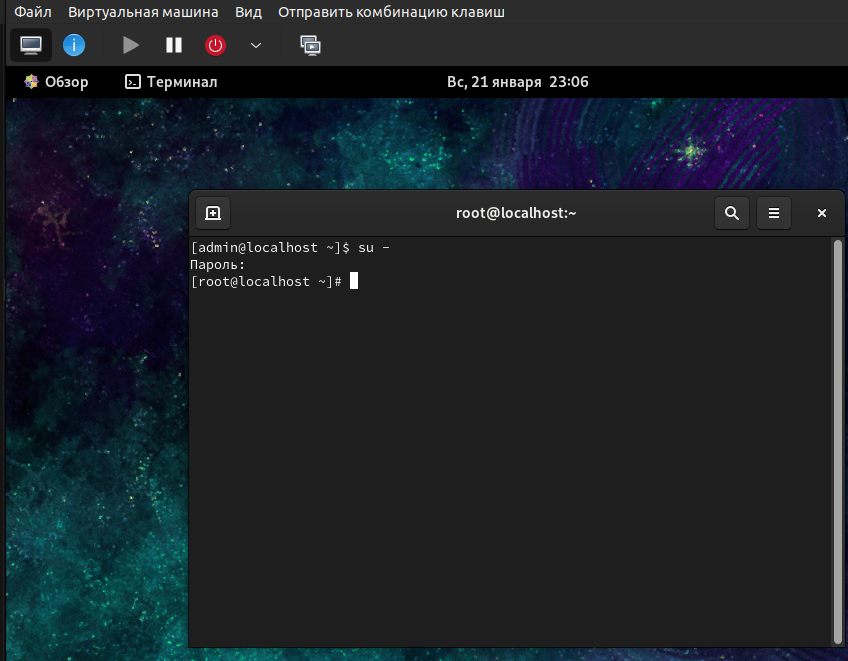 Файл Виртуальная машина Вид Отправить комбинацию клавиш
Обзор Терминал Вс, 21 января 23:06
root@localhost:~
[admin@localhost ~]$ su -
Пароль:
[root@localhost ~]#